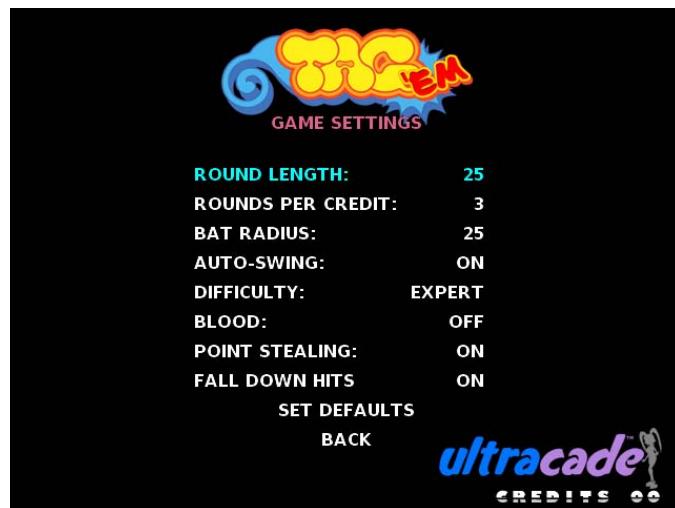 TAG 'EM
GAME SETTINGS
ROUND LENGTH: 25
ROUNDS PER CREDIT: 3
BAT RADIUS: 25
AUTO-SWING: ON
DIFFICULTY: EXPERT
BLOOD: OFF
POINT STEALING: ON
FALL DOWN HITS ON
SET DEFAULTS
BACK
ultracade
CREDITS 00